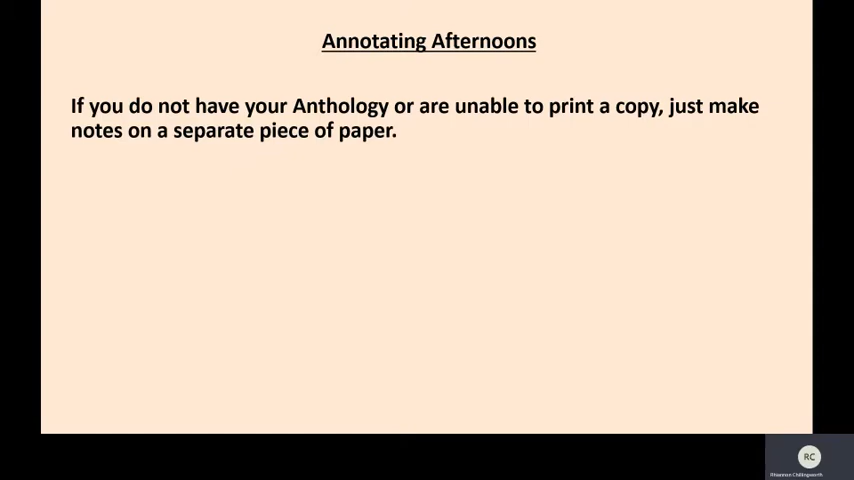 Annotating Afternoons
If you do not have your Anthology or are unable to print a copy, just make
notes on a separate piece of paper.
RC
Rhiannon Chillingworth